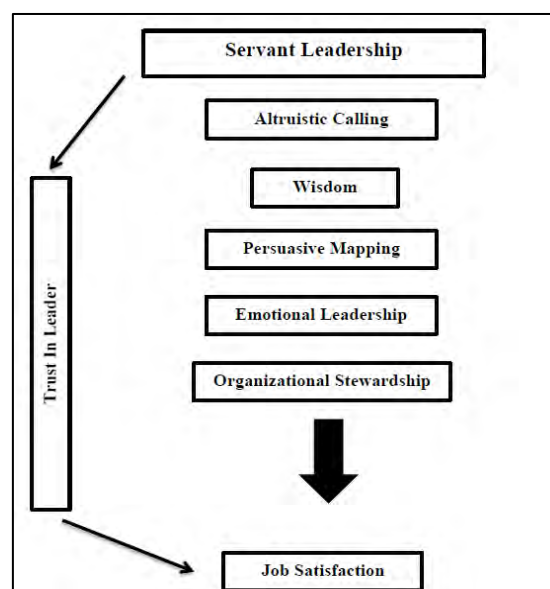 Servant Leadership
Altruistic Calling
Wisdom
Persuasive Mapping
Emotional Leadership
Organizational Stewardship
Trust In Leader
Job Satisfaction